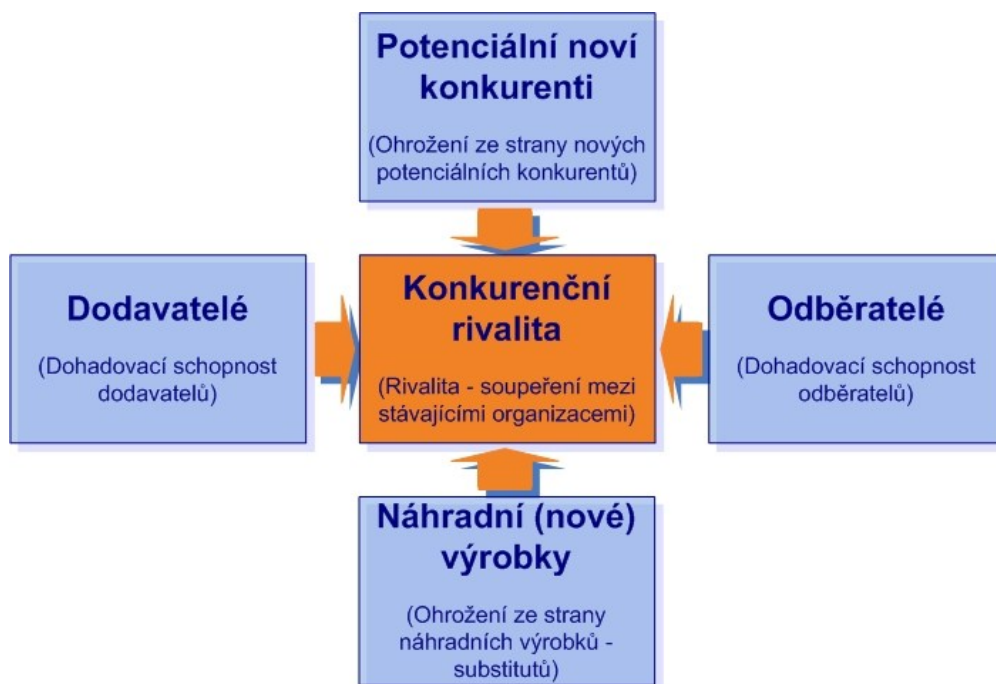 Potenciální noví
konkurenti
(Ohrožení ze strany nových
potenciálních konkurentů)
Dodavatelé
(Dohadovací schopnost
dodavatelů)
Konkurenční
rivalita
(Rivalita - soupeření mezi
stávajícími organizacemi)
Odběratelé
(Dohadovací schopnost
odběratelů)
Náhradní (nové)
výrobky
(Ohrožení ze strany
náhradních výrobků -
substitutů)